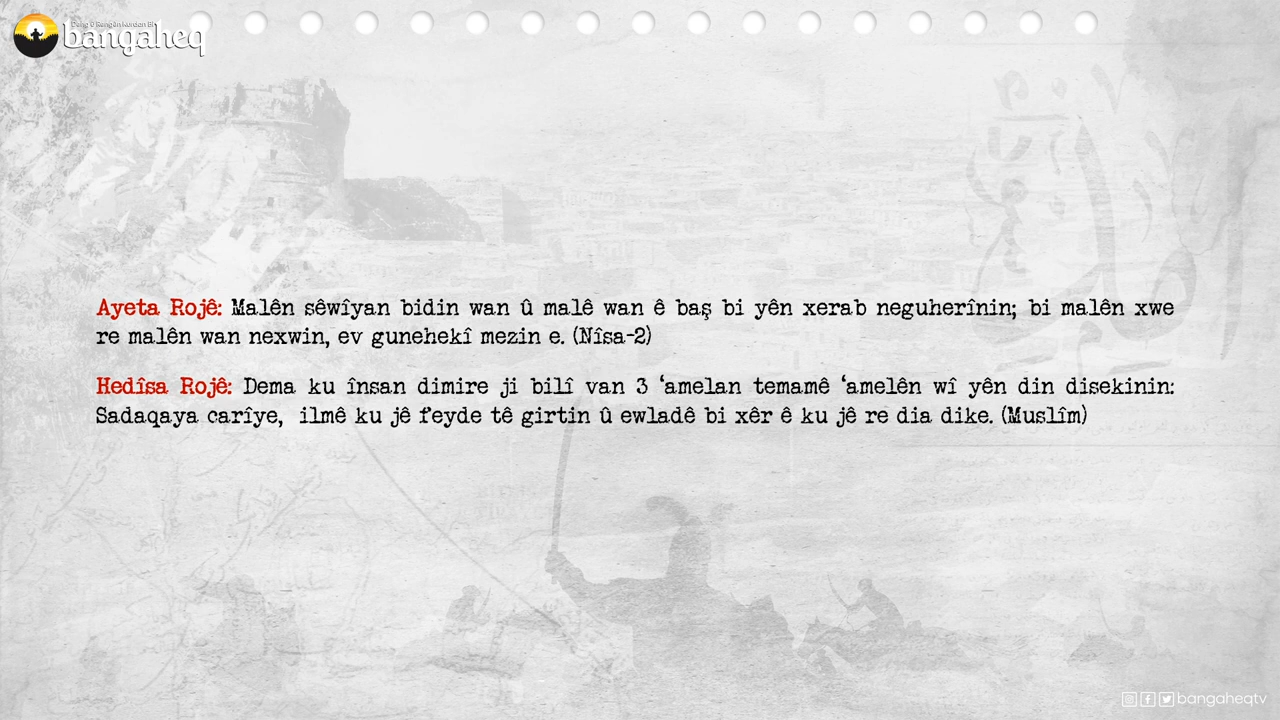 bangaheq
Ayeta Rojê: Malên sêwîyan bidin wan û malê wan ê baş bi yên xerab neguherînin; bi malên xwe
re malên wan nexwin, ev gunehekî mezin e. (Nîsa-2)
Hedîsa Rojê: Dema ku însan dimire ji bilî van 3 ‘amelan temamê ‘amelên wî yên din disekinin:
Sadaqaya carîye, ilmê ku jê feyde tê girtin û ewladê bi xêr ê ku jê re dia dike. (Muslîm)
bangaheqtv